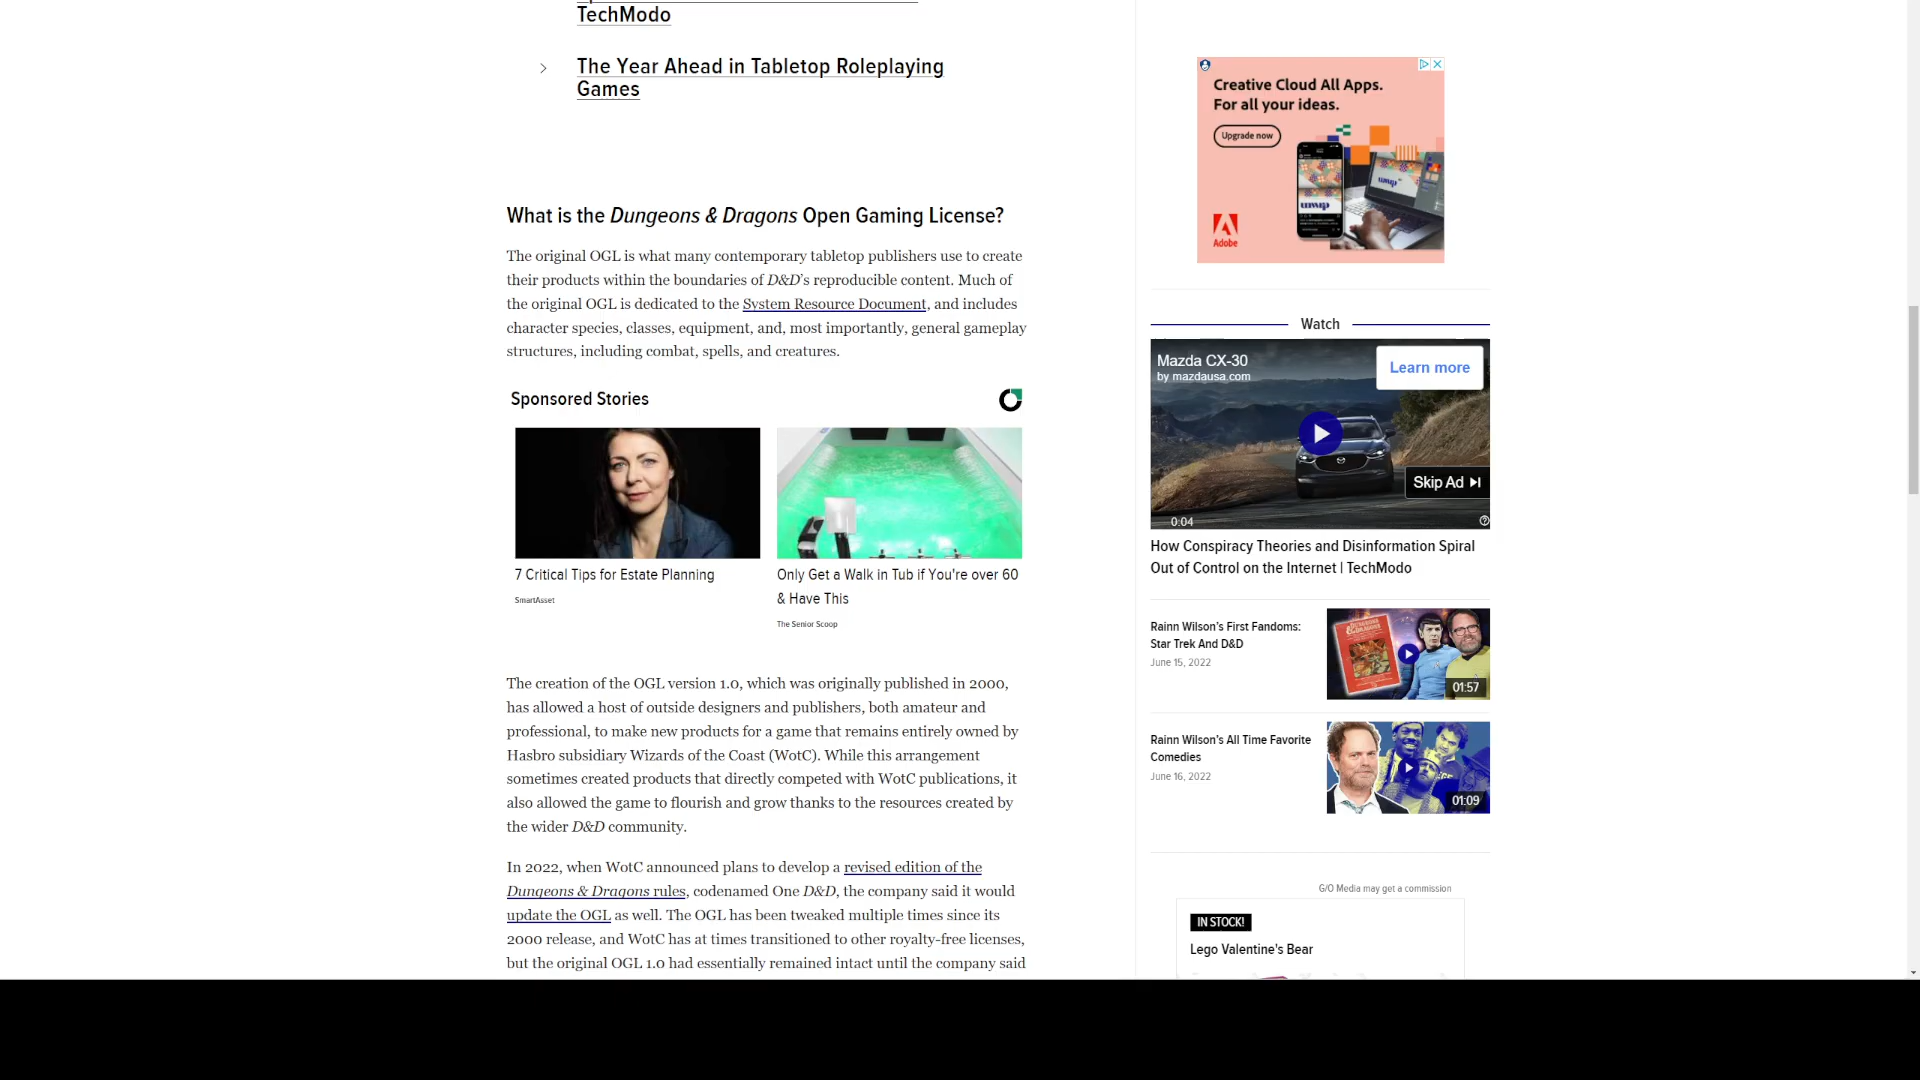 TechModo
The Year Ahead in Tabletop Roleplaying
Games
What is the Dungeons & Dragons Open Gaming License?
The original OGL is what many contemporary tabletop publishers use to create
their products within the boundaries of D&D's reproducible content. Much of
the original OGL is dedicated to the System Resource Document, and includes
character species, classes, equipment, and, most importantly, general gameplay
structures, including combat, spells, and creatures.
Sponsored Stories
7 Critical Tips for Estate Planning
SmartAsset
Only Get a Walk in Tub if You're over 60
& Have This
The Senior Scoop
The creation of the OGL version 1.0, which was originally published in 2000,
has allowed a host of outside designers and publishers, both amateur and
professional, to make new products for a game that remains entirely owned by
Hasbro subsidiary Wizards of the Coast (WotC). While this arrangement
sometimes created products that directly competed with WotC publications, it
also allowed the game to flourish and grow thanks to the resources created by
the wider D&D community.
In 2022, when WotC announced plans to develop a revised edition of the
Dungeons & Dragons rules, codenamed One D&D, the company said it would
update the OGL as well. The OGL has been tweaked multiple times since its
2000 release, and WotC has at times transitioned to other royalty-free licenses,
but the original OGL 1.0 had essentially remained intact until the company said
Creative Cloud All Apps.
For all your ideas.
Upgrade now
Adobe
Watch
Mazda CX-30
by mazdausa.com
Learn more
Skip Ad
0:04
How Conspiracy Theories and Disinformation Spiral
Out of Control on the Internet | TechModo
Rainn Wilson's First Fandoms:
Star Trek And D&D
June 15, 2022
01:57
Rainn Wilson's All Time Favorite
Comedies
June 16, 2022
01:09
G/O Media may get a commission
IN STOCK!
Lego Valentine's Bear